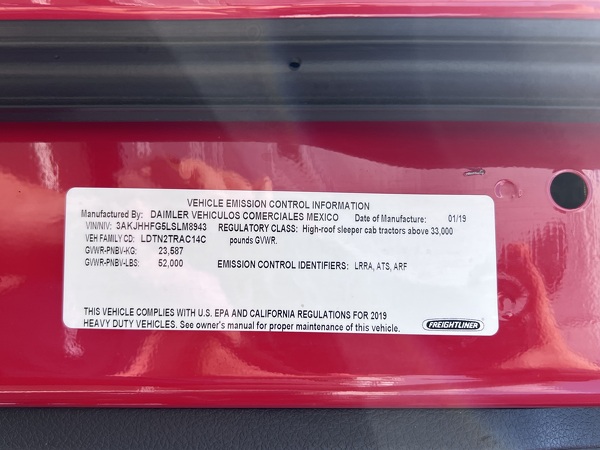 VEHICLE EMISSION CONTROL INFORMATION
Manufactured By: DAIMLER VEHICULOS COMERCIALES MEXICO Date of Manufacture: 01/19
VIN/NIV: 3AKJHHFG5LSLM8943 REGULATORY CLASS: High-roof sleeper cab tractors above 33,000
VEH FAMILY CD: LDTN2TRAC14C pounds GVWR.
GVWR-PNBV-KG: 23,587
GVWR-PNBV-LBS: 52,000 EMISSION CONTROL IDENTIFIERS: LRRA, ATS, ARF
THIS VEHICLE COMPLIES WITH U.S. EPA AND CALIFORNIA REGULATIONS FOR 2019
HEAVY DUTY VEHICLES. See owner's manual for proper maintenance of this vehicle.
FREIGHTLINER